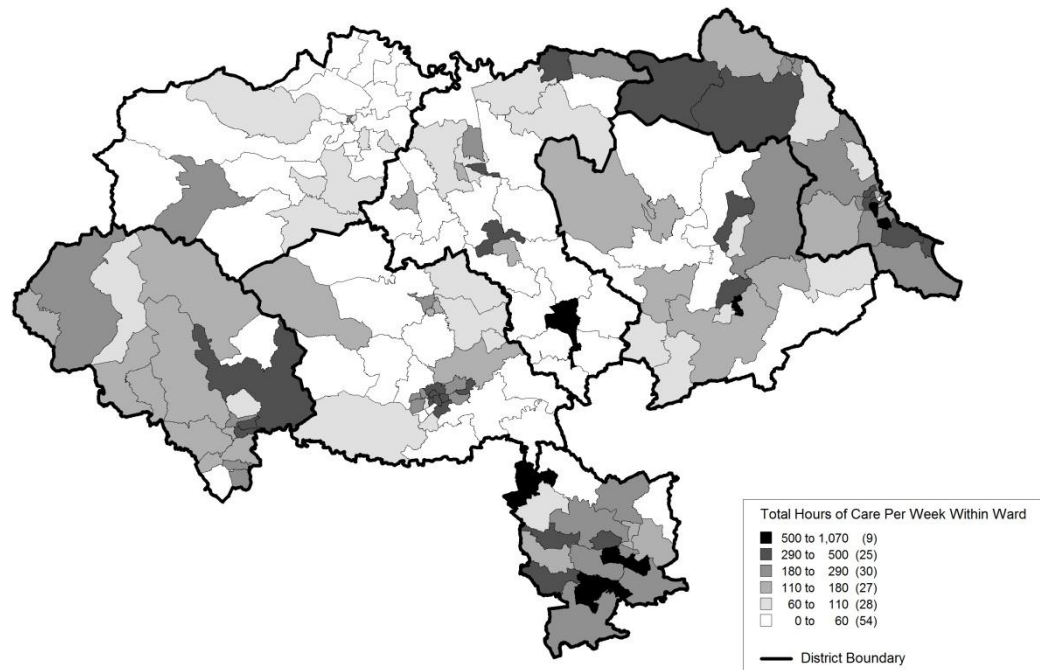 Total Hours of Care Per Week Within Ward
500 to 1,070 (9)
290 to 500 (25)
180 to 290 (30)
110 to 180 (27)
60 to 110 (28)
0 to 60 (54)
District Boundary